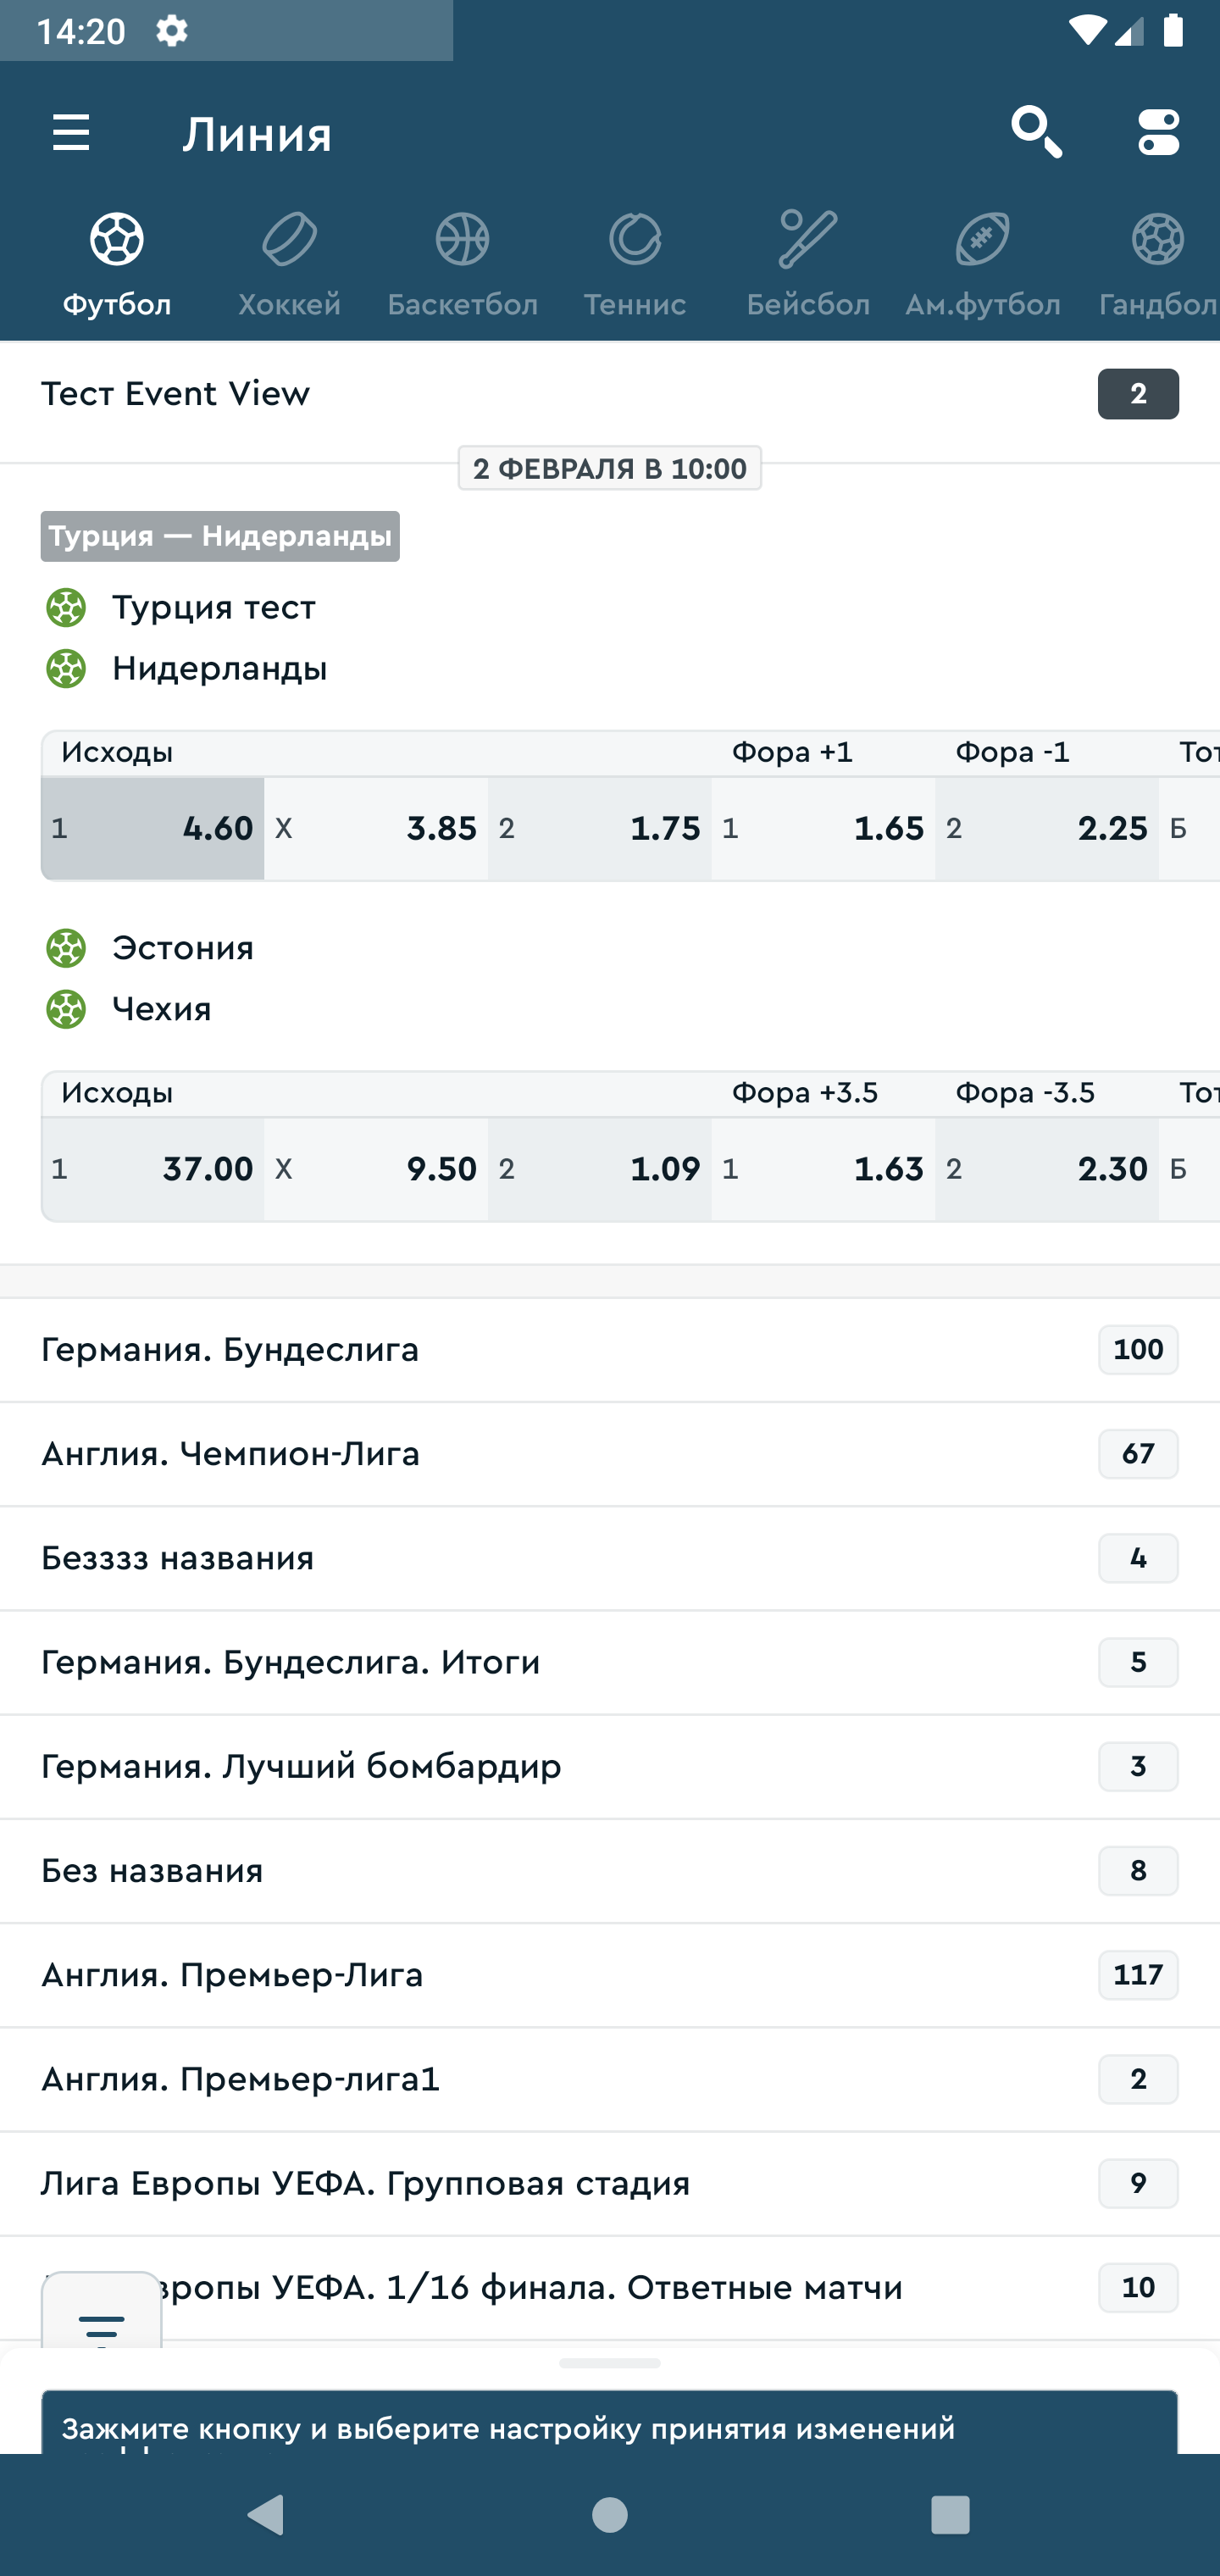 14:20
Линия
Футбол Хоккей Баскетбол Теннис Бейсбол Ам.футбол Гандбол
Тест Event View 2
2 ФЕВРАЛЯ В 10:00
Турция — Нидерланды
Турция тест
Нидерланды
Исходы Фора +1 Фора -1 Тот
1 4.60 X 3.85 2 1.75 1 1.65 2 2.25 Б
Эстония
Чехия
Исходы Фора +3.5 Фора -3.5 Тот
1 37.00 X 9.50 2 1.09 1 1.63 2 2.30 Б
Германия. Бундеслига 100
Англия. Чемпион-Лига 67
Безззз названия 4
Германия. Бундеслига. Итоги 5
Германия. Лучший бомбардир 3
Без названия 8
Англия. Премьер-Лига 117
Англия. Премьер-лига1 2
Лига Европы УЕФА. Групповая стадия 9
вропы УЕФА. 1/16 финала. Ответные матчи 10
Зажмите кнопку и выберите настройку принятия изменений